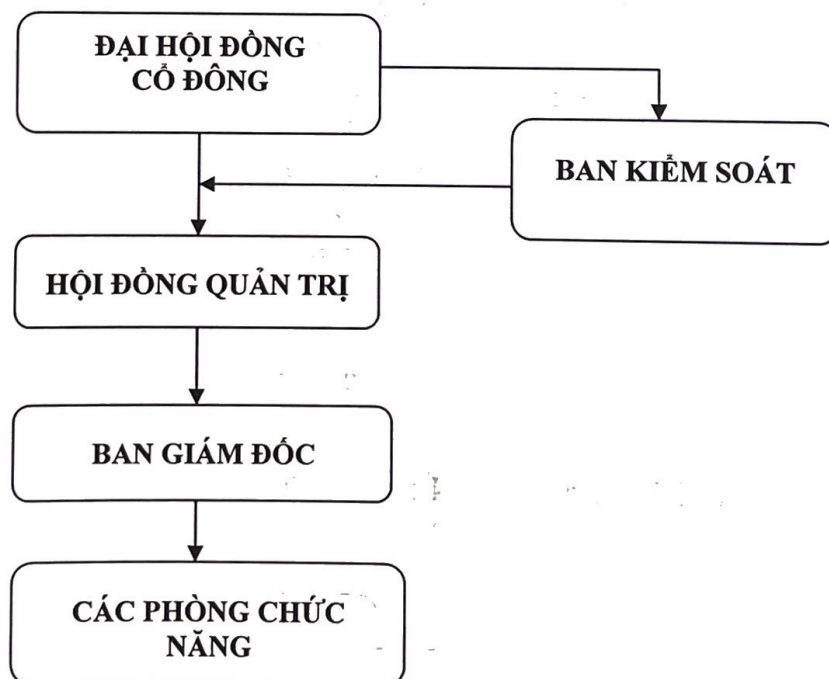 ĐẠI HỘI ĐỒNG
CỔ ĐÔNG
BAN KIỂM SOÁT
HỘI ĐỒNG QUẢN TRỊ
BAN GIÁM ĐỐC
CÁC PHÒNG CHỨC
NĂNG